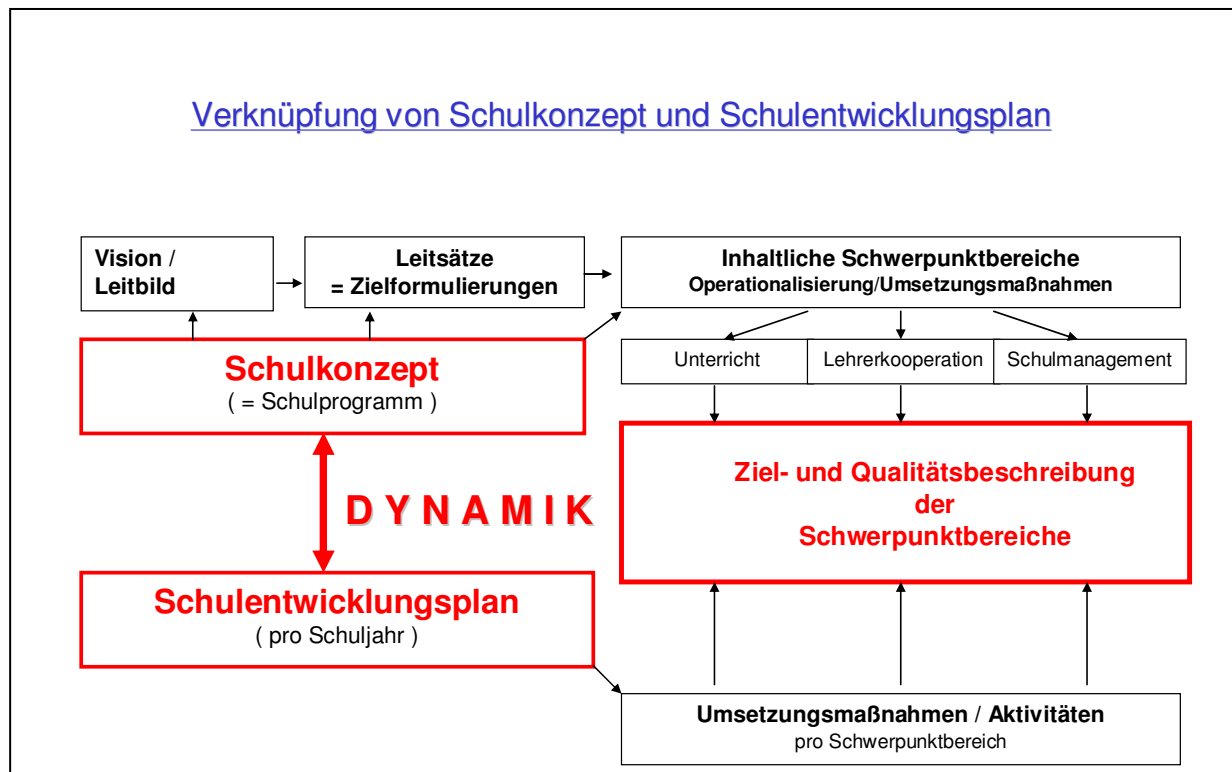 Verknüpfung von Schulkonzept und Schulentwicklungsplan
Vision /
Leitbild
Leitsätze
= Zielformulierungen
Inhaltliche Schwerpunktbereiche
Operationalisierung/Umsetzungsmaßnahmen
Schulkonzept
( = Schulprogramm )
Unterricht
Lehrerkooperation
Schulmanagement
DYNAMIK
Ziel- und Qualitätsbeschreibung
der
Schwerpunktbereiche
Schulentwicklungsplan
( pro Schuljahr )
Umsetzungsmaßnahmen / Aktivitäten
pro Schwerpunktbereich